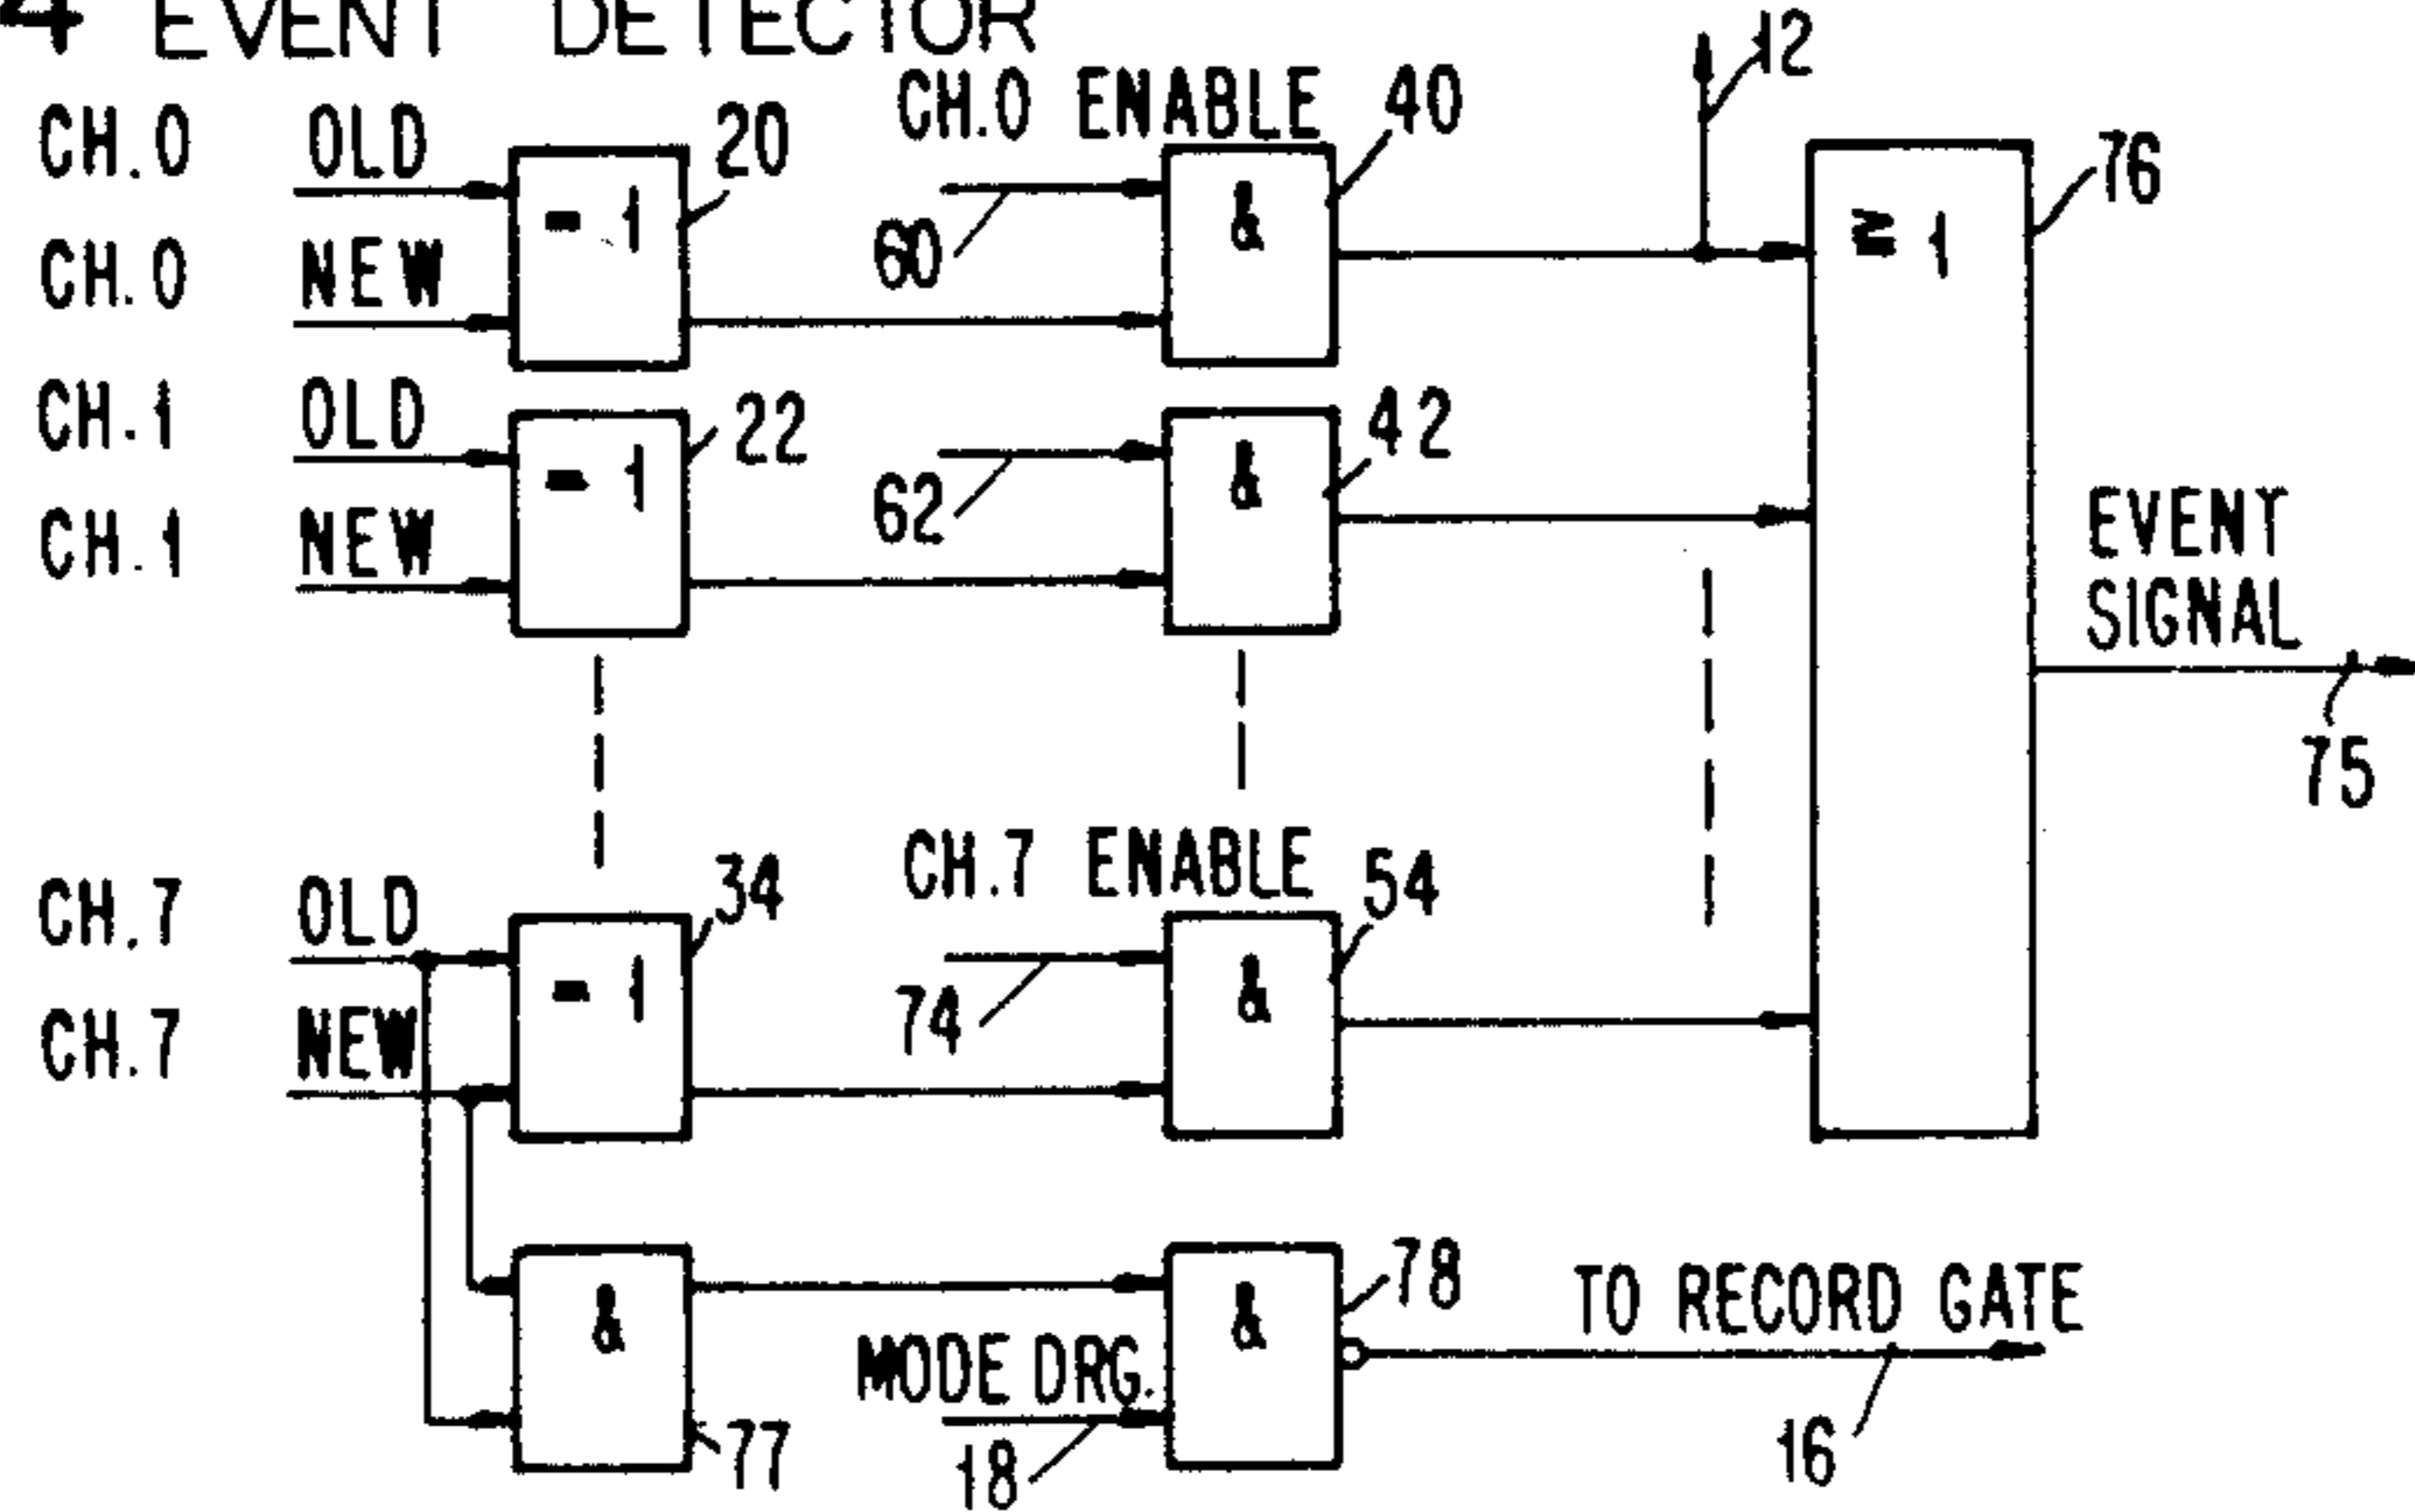 4 EVENT DETECTOR
CH.0 OLD
20
CH.0 ENABLE
40
12
76
- 1
&
≥ 1
CH.0 NEW
60
CH.1 OLD
22
42
- 1
&
CH.1 NEW
62
EVENT
SIGNAL
75
CH.7 OLD
34
CH.7 ENABLE
54
- 1
&
CH.7 NEW
74
&
&
78
TO RECORD GATE
MODE DRG.
77
18
16